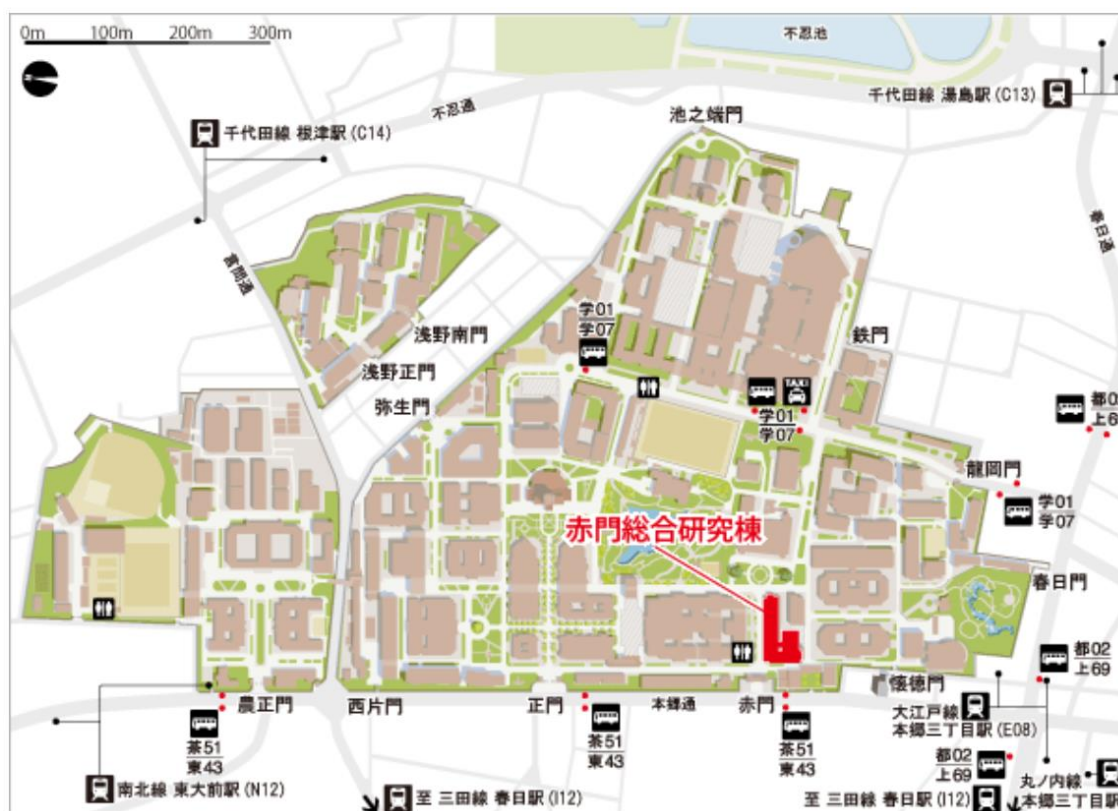 0m 100m 200m 300m
不忍池
千代田線 湯島駅 (C13)
池之端門
不忍通
千代田線 根津駅 (C14)
春日通
言問通
学01
学07
浅野南門
鉄門
浅野正門
弥生門
TAXI
学01
学07
都0
上6
龍岡門
学01
学07
赤門総合研究棟
春日門
都02
上69
懐徳門
農正門
西片門
正門
本郷通
赤門
大江戸線
本郷三丁目駅 (E08)
茶51
東43
茶51
東43
茶51
東43
都02
上69
丸ノ内線
本郷三丁目駅
南北線 東大前駅 (N12)
至 三田線 春日駅 (I12)
至 三田線 春日駅 (I12)